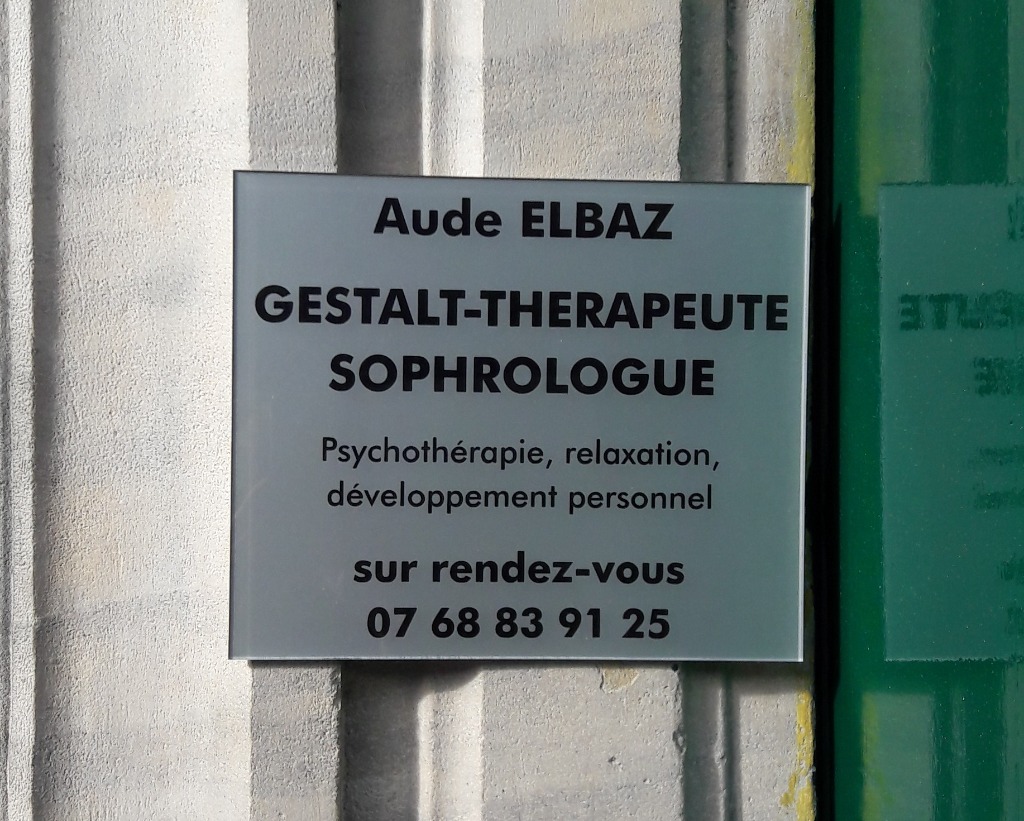 Aude ELBAZ
GESTALT-THERAPEUTE
SOPHROLOGUE
Psychothérapie, relaxation,
développement personnel
sur rendez-vous
07 68 83 91 25